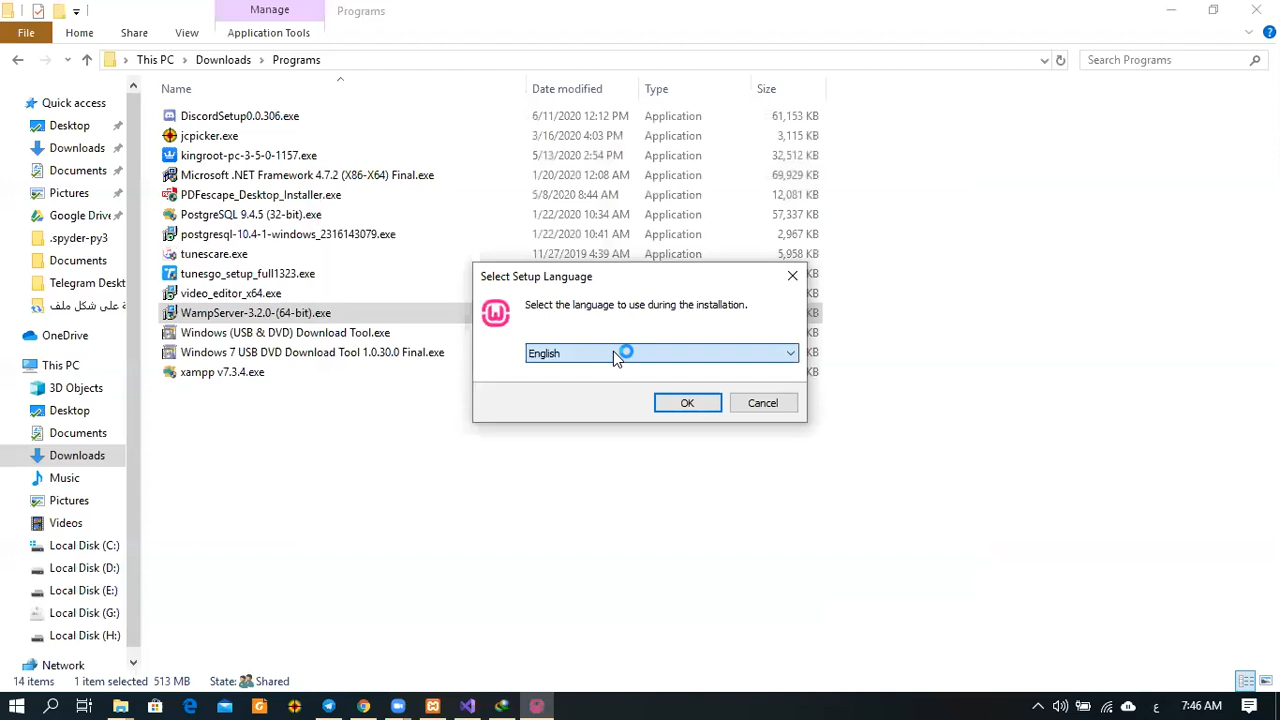 Manage
Programs
File
Home
Share
View
Application Tools
This PC
Downloads
Programs
Search Programs
Name
Date modified
Type
Size
Quick access
Desktop
Downloads
Documents
Pictures
Google Drive
.spyder-py3
Documents
Telegram Desk
ة على شكل ملف
OneDrive
This PC
3D Objects
Desktop
Documents
Downloads
Music
Pictures
Videos
Local Disk (C:)
Local Disk (D:)
Local Disk (E:)
Local Disk (G:)
Local Disk (H:)
Network
DiscordSetup0.0.306.exe 6/11/2020 12:12 PM Application 61,153 KB
jcpicker.exe 3/16/2020 4:03 PM Application 3,115 KB
kingroot-pc-3-5-0-1157.exe 5/13/2020 2:54 PM Application 32,512 KB
Microsoft .NET Framework 4.7.2 (X86-X64) Final.exe 1/20/2020 12:08 AM Application 69,929 KB
PDFescape_Desktop_Installer.exe 5/8/2020 8:44 AM Application 12,081 KB
PostgreSQL 9.4.5 (32-bit).exe 1/22/2020 10:34 AM Application 57,337 KB
postgresql-10.4-1-windows_2316143079.exe 1/22/2020 10:41 AM Application 2,967 KB
tunescare.exe 11/27/2019 4:39 AM Application 5,958 KB
tunesgo_setup_full1323.exe KB
video_editor_x64.exe KB
WampServer-3.2.0-(64-bit).exe KB
Windows (USB & DVD) Download Tool.exe KB
Windows 7 USB DVD Download Tool 1.0.30.0 Final.exe KB
xampp v7.3.4.exe KB
Select Setup Language
Select the language to use during the installation.
English
OK
Cancel
14 items 1 item selected 513 MB State: Shared
ع
7:46 AM